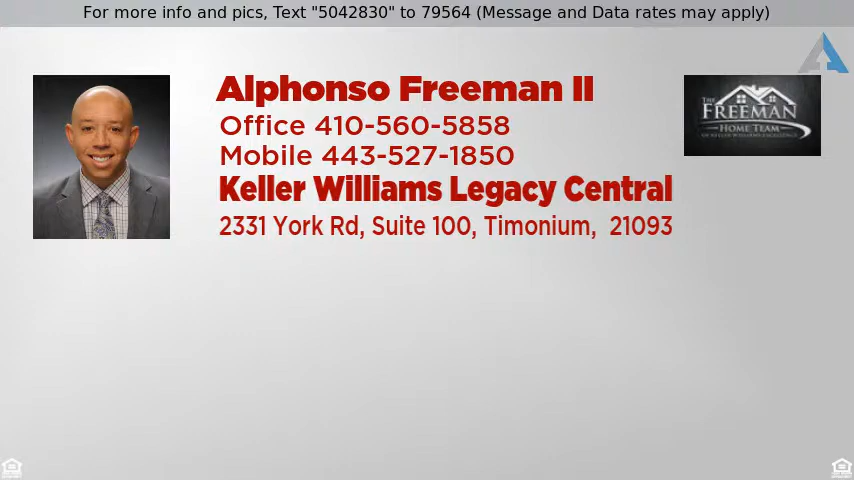 For more info and pics, Text "5042830" to 79564 (Message and Data rates may apply)
Alphonso Freeman II
Office 410-560-5858
Mobile 443-527-1850
Keller Williams Legacy Central
2331 York Rd, Suite 100, Timonium,  21093
THE
FREEMAN
HOME TEAM